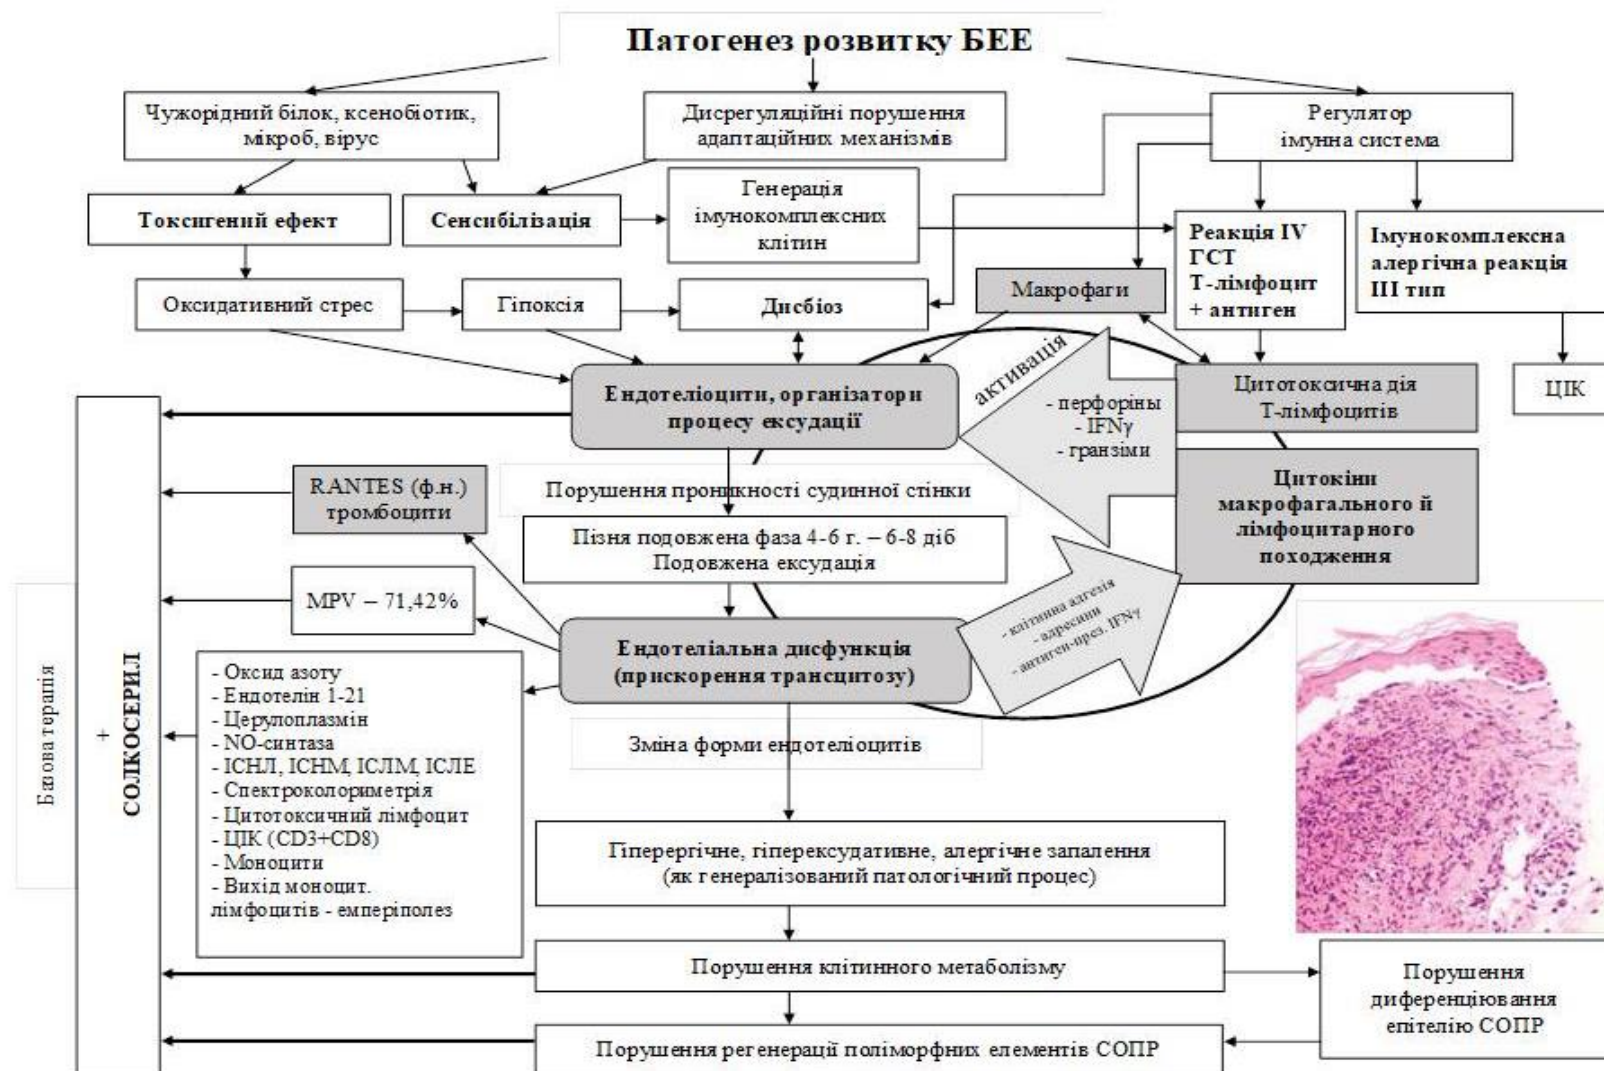 Патогенез розвитку БЕЕ
Чужорідний білок, ксенобіотик,
мікроб, вірус
Дисрегуляційні порушення
адаптаційних механізмів
Регулятор
імунна система
Токсигений ефект
Сенсибілізація
Генерація
імунокомплексних
клітин
Реакція IV
ГСТ
Т-лімфоцит
+ антиген
Імунокомплексна
алергічна реакція
III тип
Оксидативний стрес
Гіпоксія
Дисбіоз
Макрофаги
ЦІК
Ендотеліоцити, організатори
процесу ексудації
активація
- перфоріны
- IFNγ
- гранзіми
Цитотоксична дія
Т-лімфоцитів
RANTES (ф.н.)
тромбоцити
Порушення проникності судинної стінки
Цитокіни
макрофагального й
лімфоцитарного
походження
Пізня подовжена фаза 4-6 г. – 6-8 діб
Подовжена ексудація
MPV – 71,42%
- клітинна адгезія
- адресини
- антиген-през. IFNγ
Ендотеліальна дисфункція
(прискорення трансцитозу)
Базова терапія
+
СОЛКОСЕРИЛ
- Оксид азоту
- Ендотелін 1-21
- Церулоплазмін
- NO-синтаза
- ІСНЛ, ІСНМ, ІСЛМ, ІСЛЕ
- Спектроколориметрія
- Цитотоксичний лімфоцит
- ЦІК (CD3+CD8)
- Моноцити
- Вихід моноцит.
лімфоцитів - емперіполез
Зміна форми ендотеліоцитів
Гіперергічне, гіперексудативне, алергічне запалення
(як генералізований патологічний процес)
Порушення клітинного метаболізму
Порушення
диференціювання
епітелію СОПР
Порушення регенерації поліморфних елементів СОПР